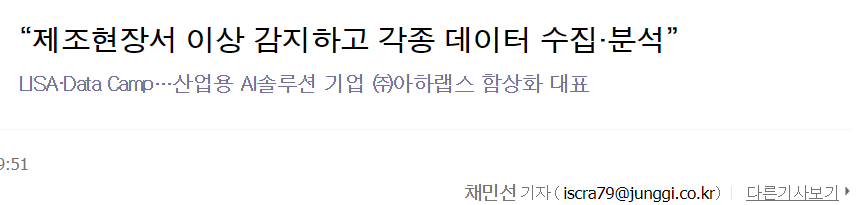 “제조현장서 이상 감지하고 각종 데이터 수집·분석”
LISA·Data Camp…산업용 AI솔루션 기업 ㈜아하랩스 함상화 대표
9:51
채민선 기자 ( iscra79@junggi.co.kr) | 다른기사보기